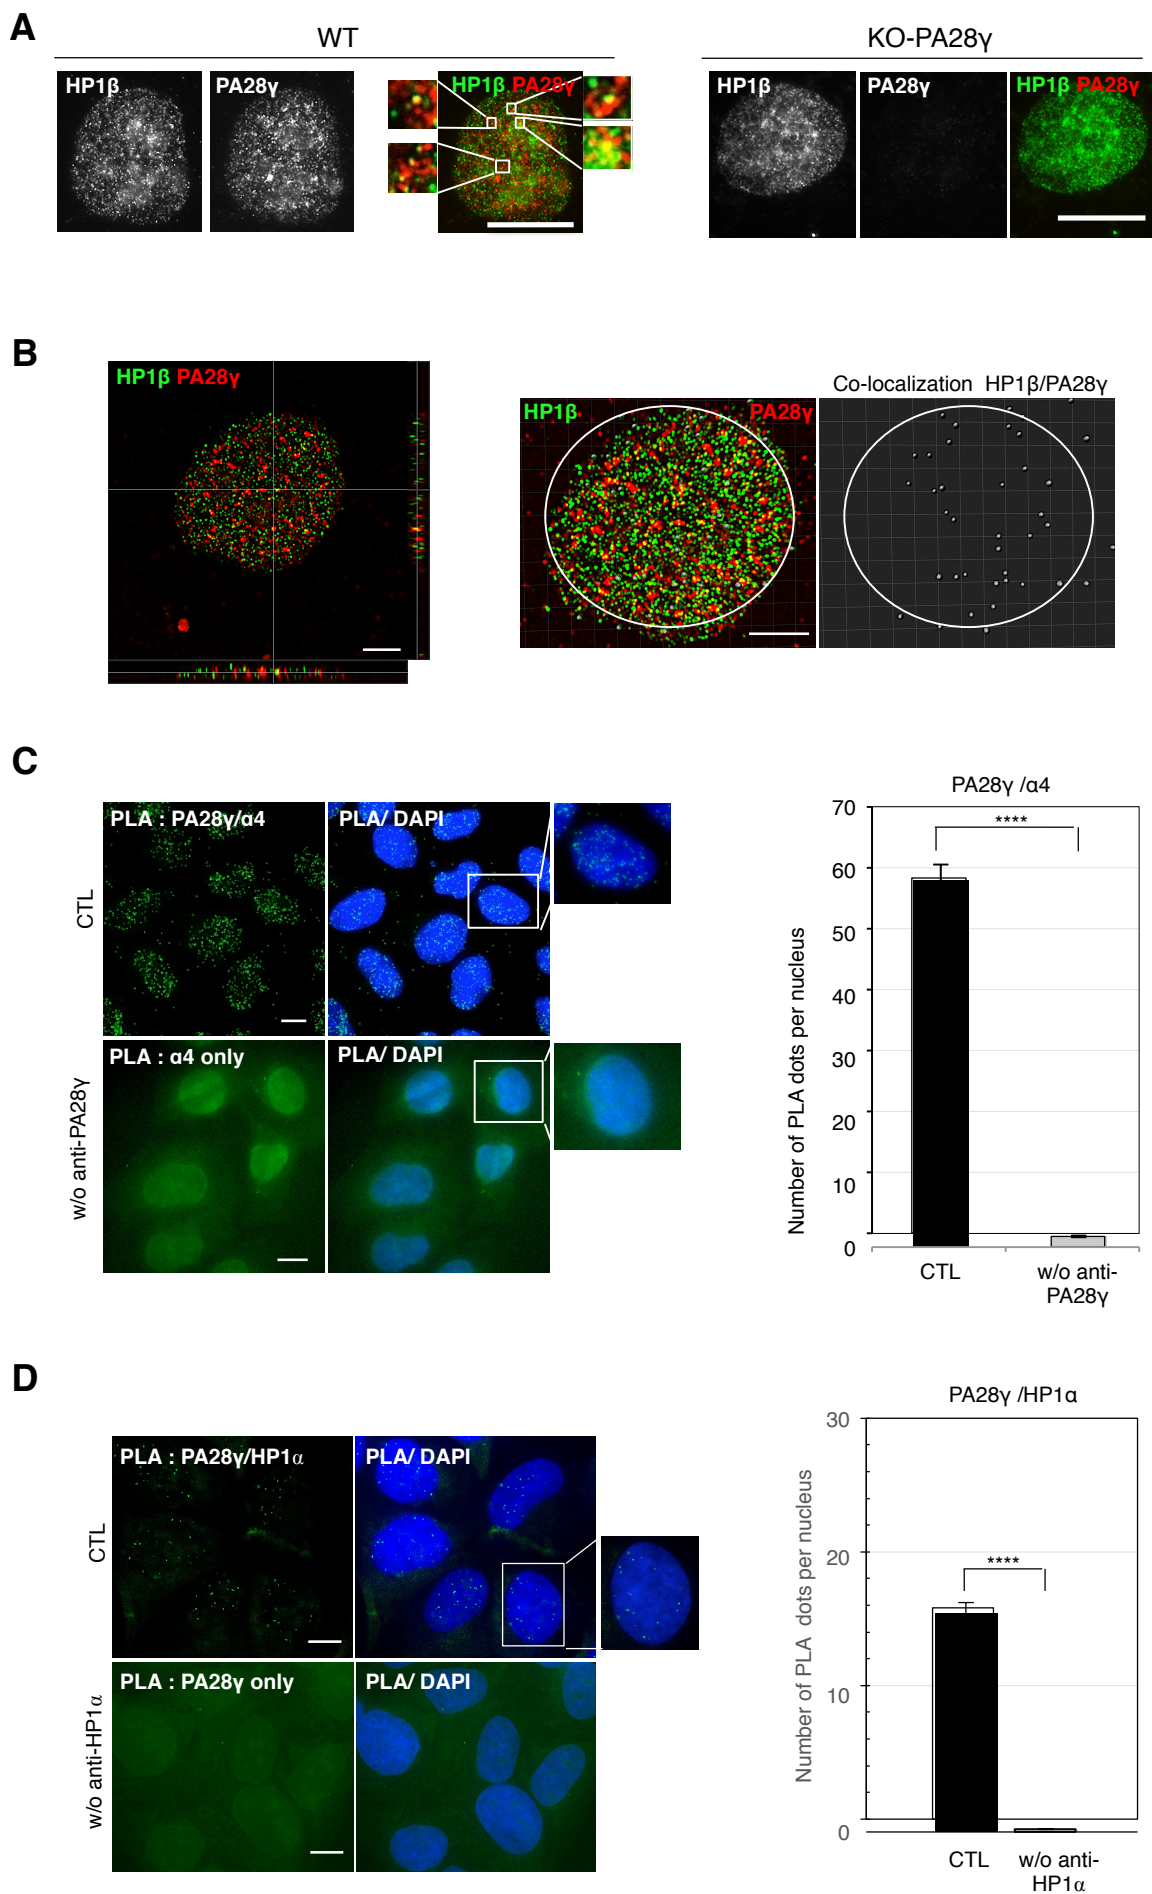 A
WT
KO-PA28γ
HP1β
PA28γ
HP1β PA28γ
HP1β
PA28γ
HP1β PA28γ
B
HP1β PA28γ
HP1β
PA28γ
Co-localization HP1β/PA28γ
C
CTL
PLA : PA28γ/α4
PLA/ DAPI
w/o anti-PA28γ
PLA : α4 only
PLA/ DAPI
PA28γ /α4
Number of PLA dots per nucleus
70
60
50
40
30
20
10
0
****
CTL
w/o anti-
PA28γ
D
CTL
PLA : PA28γ/HP1α
PLA/ DAPI
w/o anti-HP1α
PLA : PA28γ only
PLA/ DAPI
PA28γ /HP1α
Number of PLA dots per nucleus
30
20
10
0
****
CTL
w/o anti-
HP1α